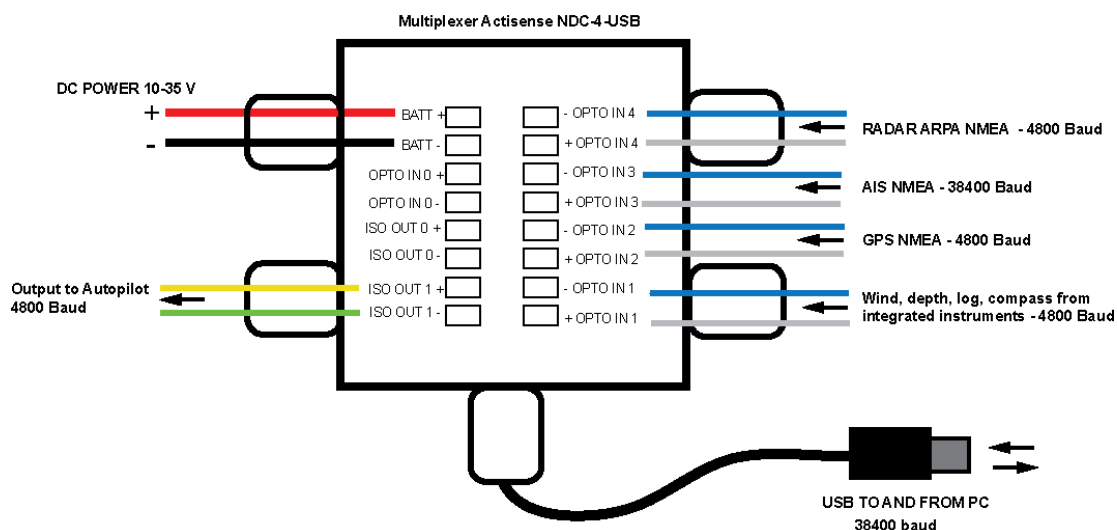 Multiplexer Actisense NDC-4-USB
DC POWER 10-35 V
+
-
BATT +
BATT -
OPTO IN 0 +
OPTO IN 0 -
ISO OUT 0 +
ISO OUT 0-
ISO OUT 1 +
ISO OUT 1 -
- OPTO IN 4
+ OPTO IN 4
- OPTO IN 3
+ OPTO IN 3
- OPTO IN 2
+ OPTO IN 2
- OPTO IN 1
+ OPTO IN 1
RADAR ARPA NMEA - 4800 Baud
AIS NMEA - 38400 Baud
GPS NMEA - 4800 Baud
Wind, depth, log, compass from
integrated instruments - 4800 Baud
Output to Autopilot
4800 Baud
USB TO AND FROM PC
38400 baud